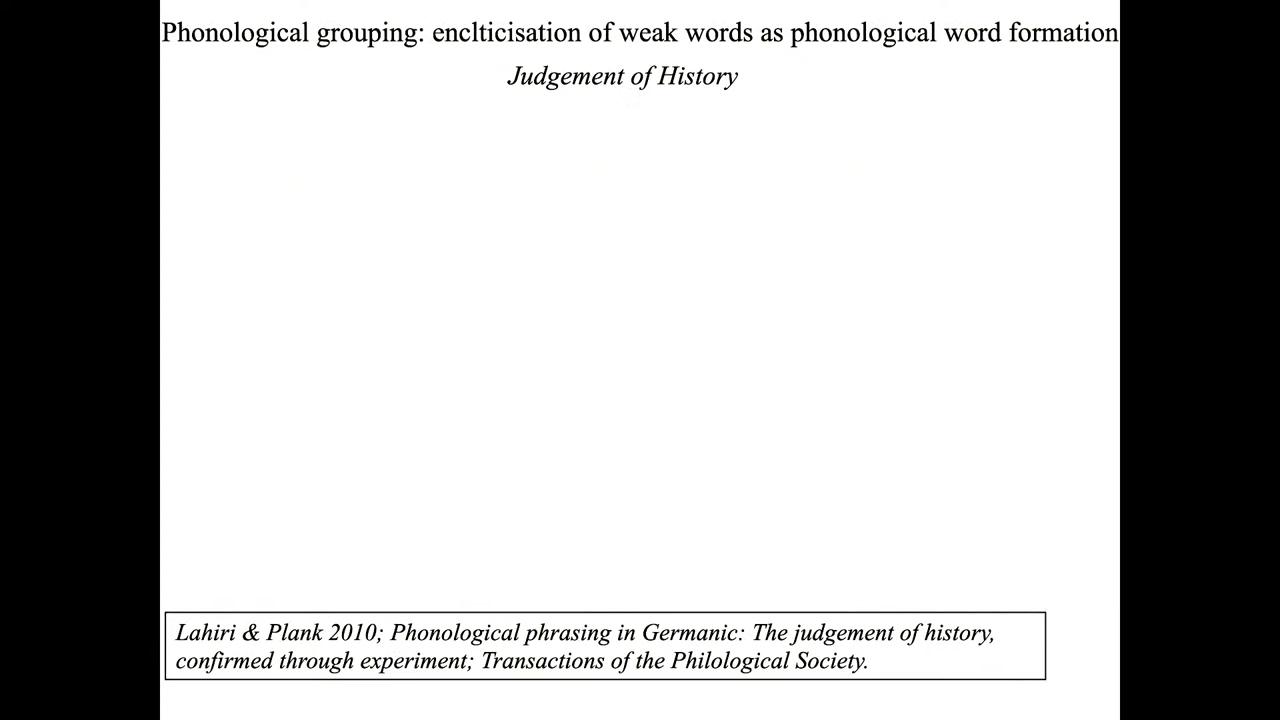 Phonological grouping: enclticisation of weak words as phonological word formation
Judgement of History
Lahiri & Plank 2010; Phonological phrasing in Germanic: The judgement of history,
confirmed through experiment; Transactions of the Philological Society.